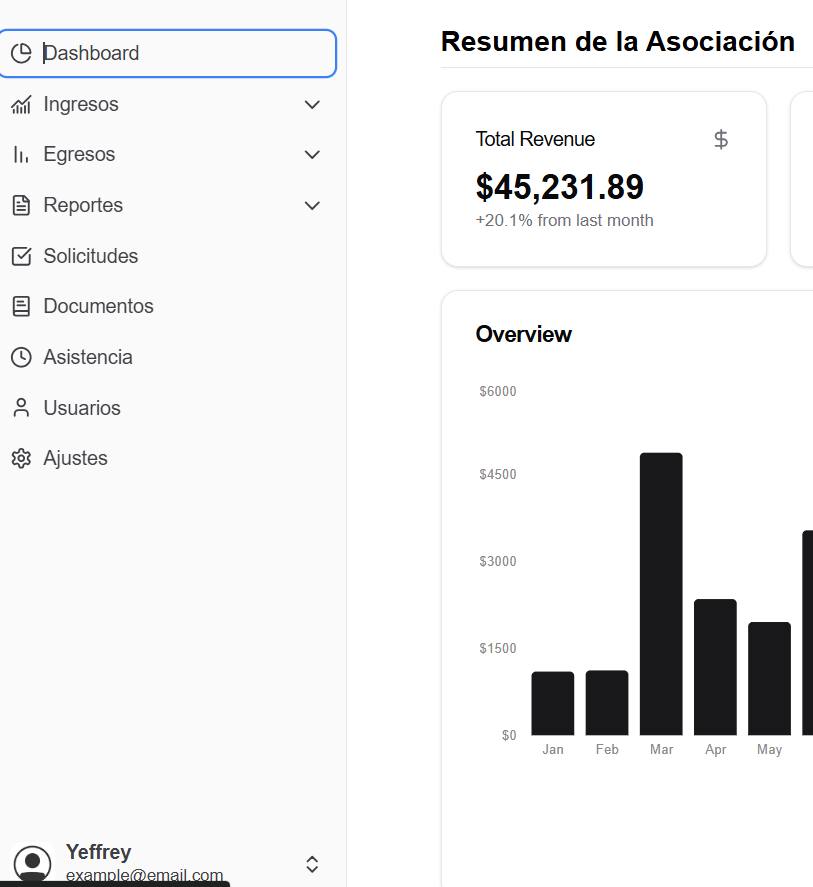 Dashboard
Ingresos
Egresos
Reportes
Solicitudes
Documentos
Asistencia
Usuarios
Ajustes
Yeffrey
example@email.com
Resumen de la Asociación
Total Revenue
$
$45,231.89
+20.1% from last month
Overview
$6000
$4500
$3000
$1500
$0
Jan Feb Mar Apr May